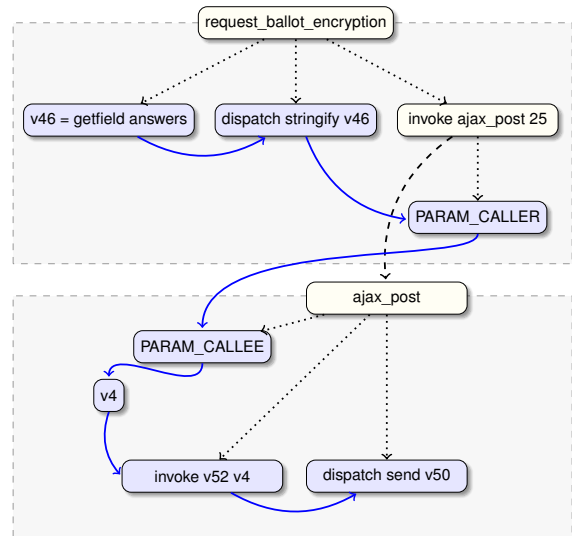 request_ballot_encryption
v46 = getfield answers
dispatch stringify v46
invoke ajax_post 25
PARAM_CALLER
ajax_post
PARAM_CALLEE
v4
invoke v52 v4
dispatch send v50